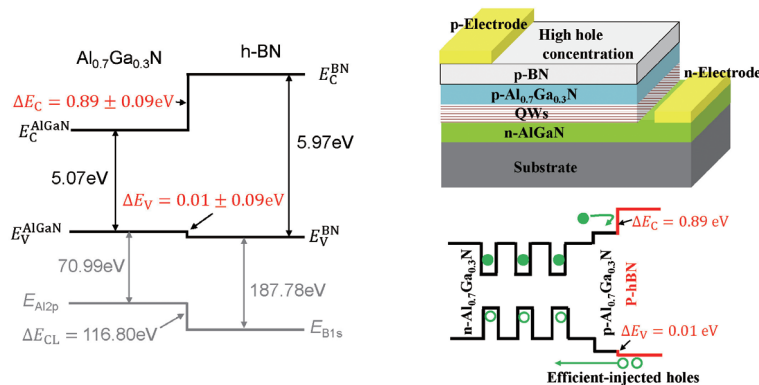 Al0.7Ga0.3N
h-BN
E_C^BN
ΔE_C = 0.89 ± 0.09eV
E_C^AlGaN
5.07eV
5.97eV
ΔE_V = 0.01 ± 0.09eV
E_V^AlGaN
E_V^BN
70.99eV
187.78eV
E_Al2p
ΔE_CL = 116.80eV
E_B1s
p-Electrode
High hole
concentration
n-Electrode
p-BN
p-Al0.7Ga0.3N
QWs
n-AlGaN
Substrate
ΔE_C = 0.89 eV
n-Al0.7Ga0.3N
p-Al0.7Ga0.3N
P-hBN
ΔE_V = 0.01 eV
Efficient-injected holes